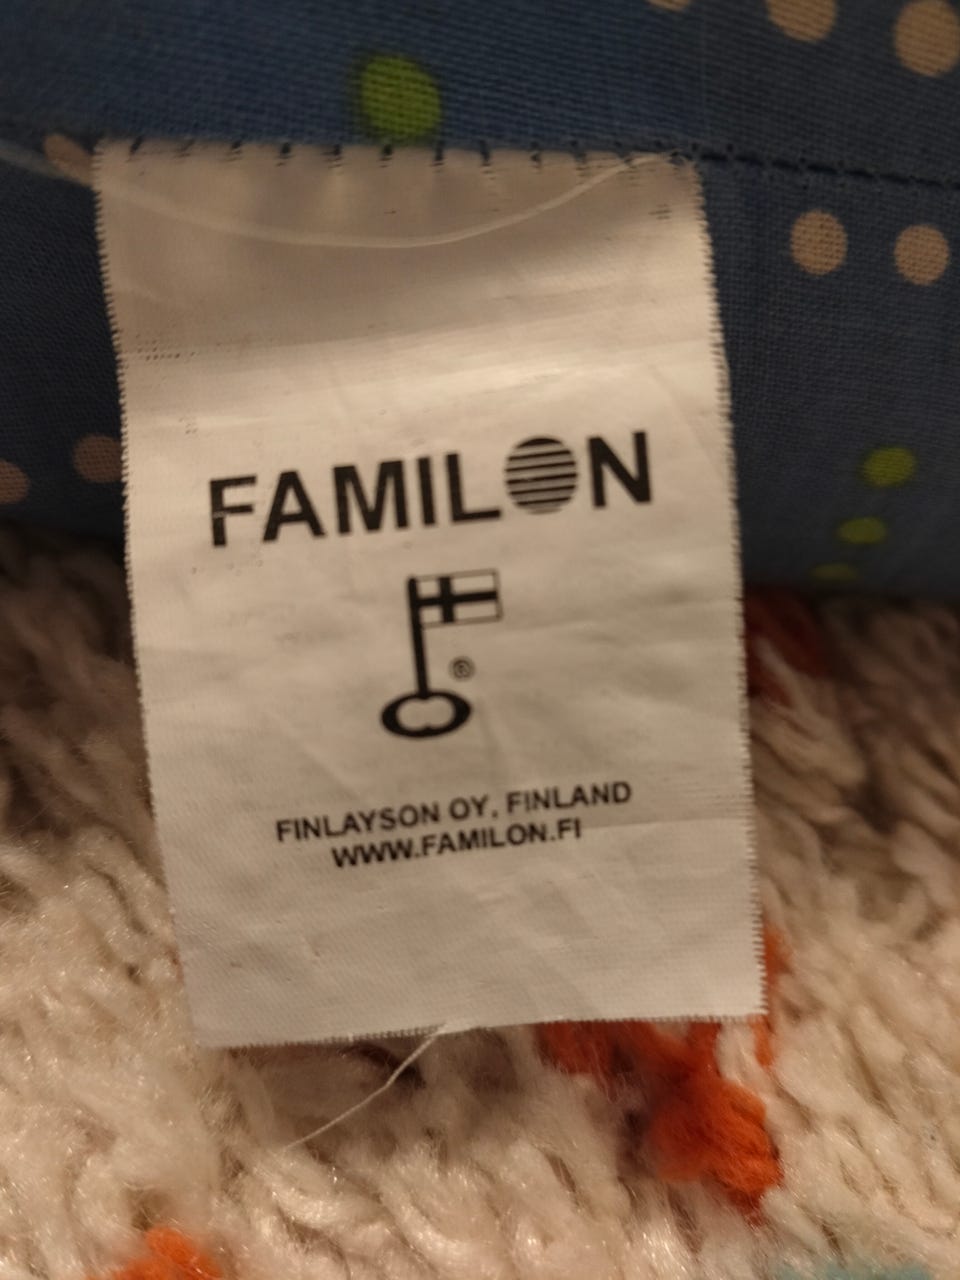 FAMILON
®
FINLAYSON OY, FINLAND
WWW.FAMILON.FI